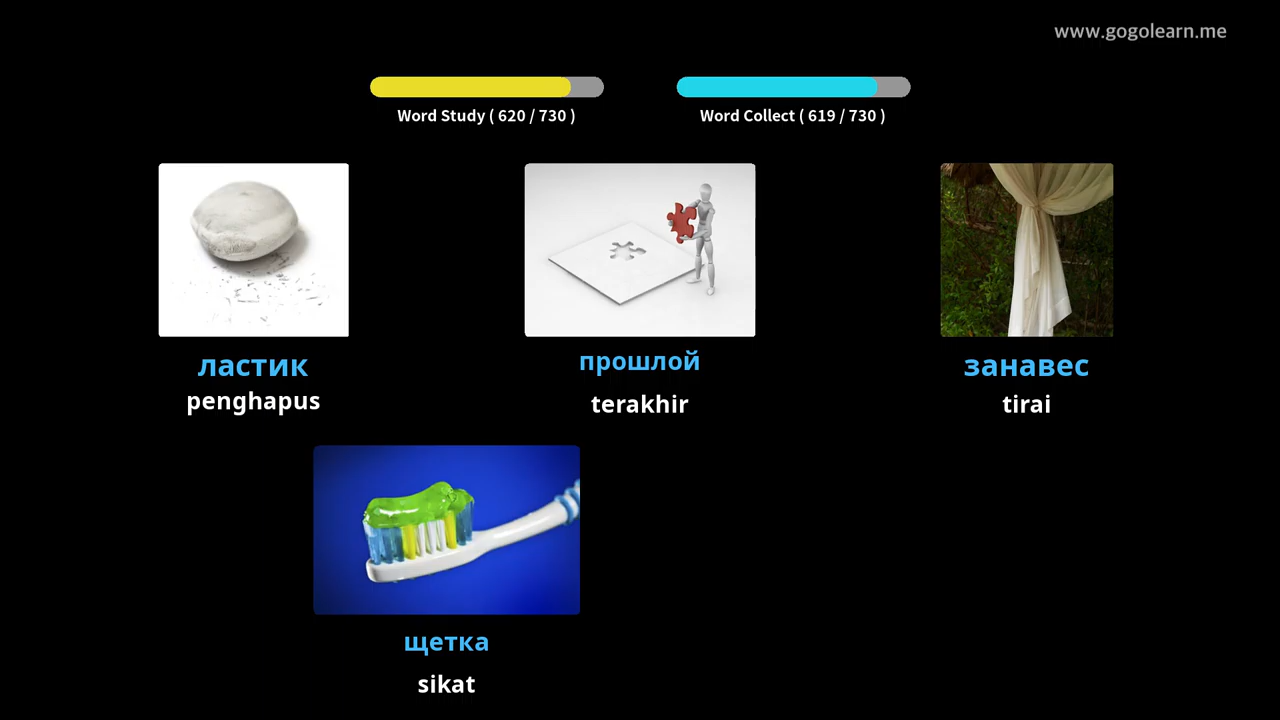 www.gogolearn.me
Word Study ( 620 / 730 )
Word Collect ( 619 / 730 )
ластик
прошлой
занавес
penghapus
terakhir
tirai
щетка
sikat